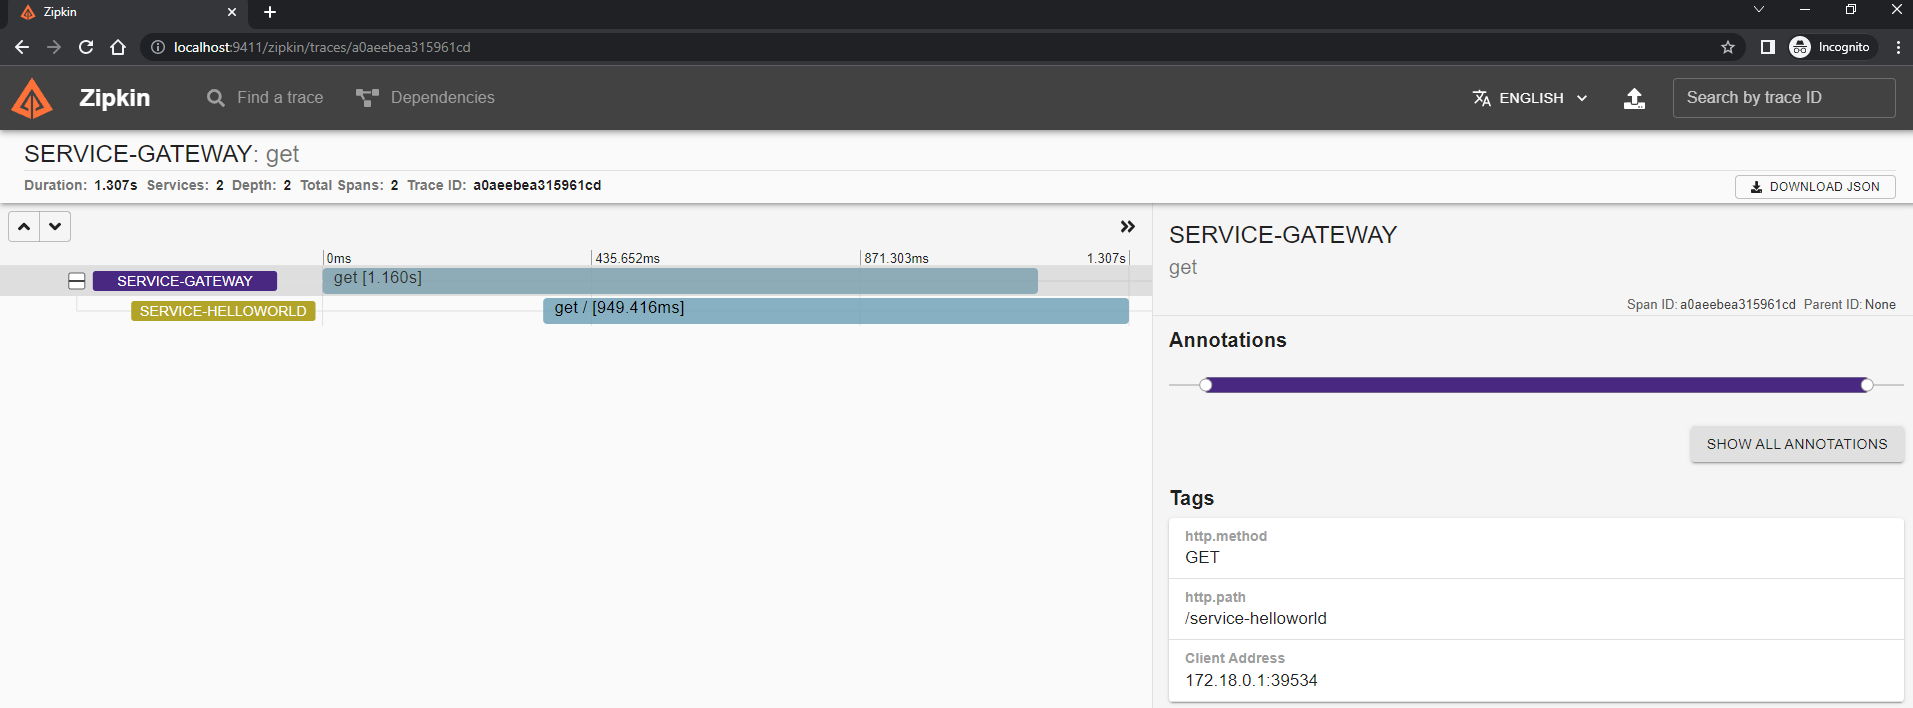 Zipkin
localhost:9411/zipkin/traces/a0aeebea315961cd
Incognito
Zipkin
Find a trace
Dependencies
ENGLISH
Search by trace ID
SERVICE-GATEWAY: get
Duration: 1.307s Services: 2 Depth: 2 Total Spans: 2 Trace ID: a0aeebea315961cd
DOWNLOAD JSON
0ms 435.652ms 871.303ms 1.307s
SERVICE-GATEWAY get [1.160s]
SERVICE-HELLOWORLD get / [949.416ms]
SERVICE-GATEWAY
get
Span ID: a0aeebea315961cd Parent ID: None
Annotations
SHOW ALL ANNOTATIONS
Tags
http.method
GET
http.path
/service-helloworld
Client Address
172.18.0.1:39534